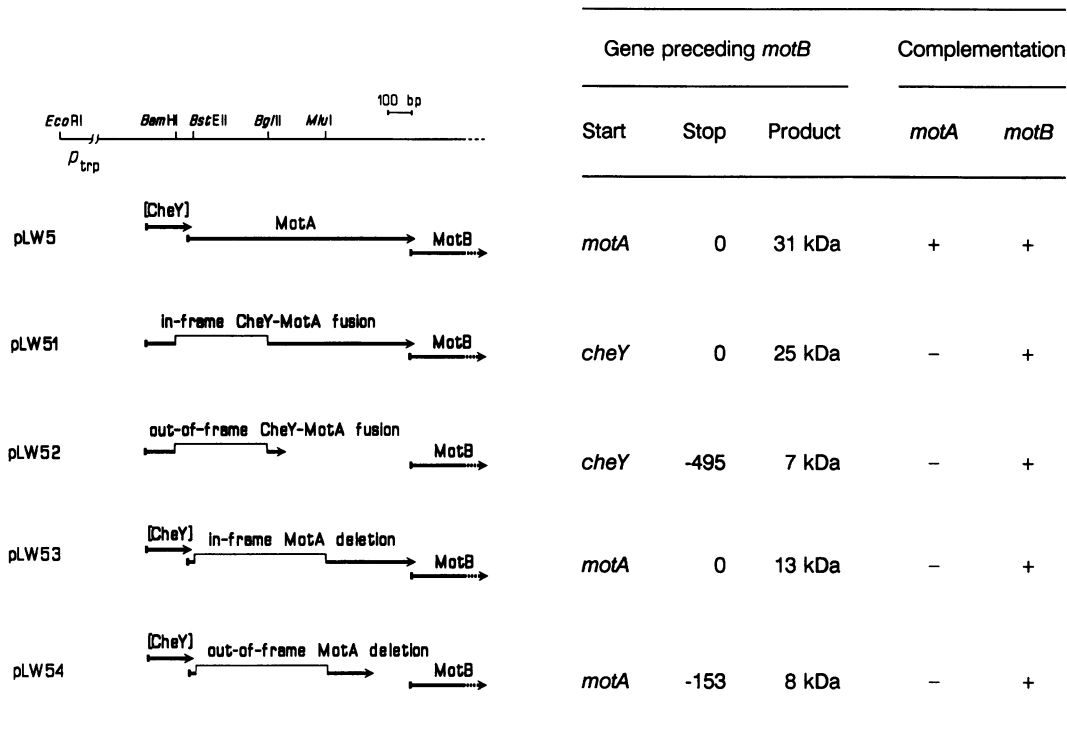 Gene preceding motB Complementation
100 bp
EcoRI BamHI BstEII BglII MluI
Start Stop Product motA motB
Ptrp
[CheY]
MotA
pLW5 MotB motA 0 31 kDa + +
in-frame CheY-MotA fusion
pLW51 MotB cheY 0 25 kDa – +
out-of-frame CheY-MotA fusion
pLW52 MotB cheY -495 7 kDa – +
[CheY]
in-frame MotA deletion
pLW53 MotB motA 0 13 kDa – +
[CheY]
out-of-frame MotA deletion
pLW54 MotB motA -153 8 kDa – +